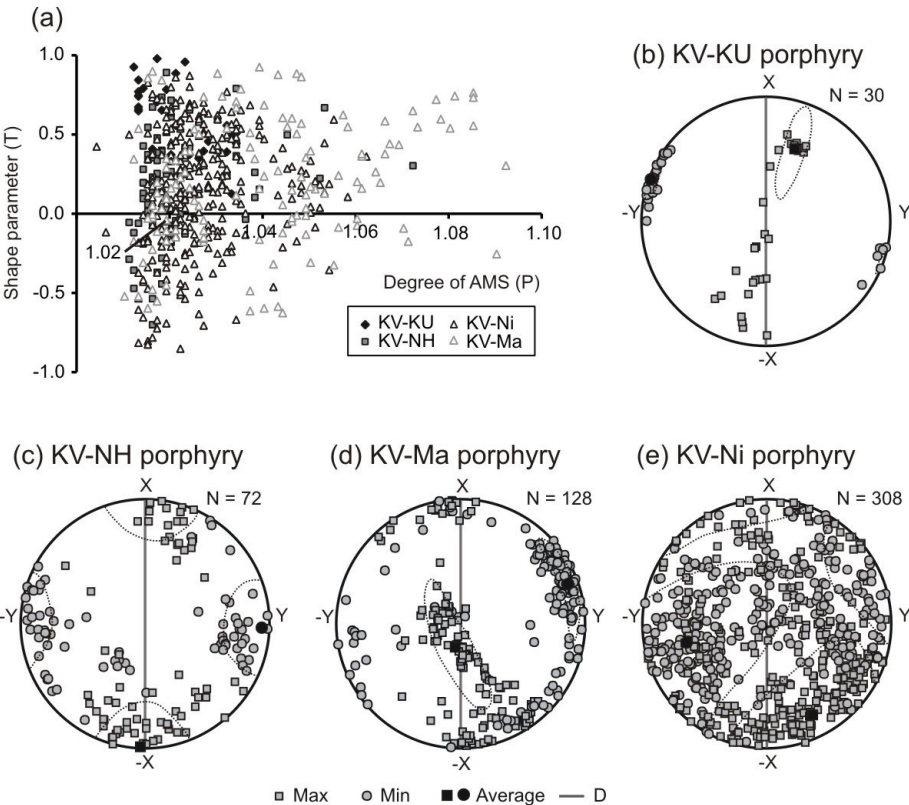 (a)
1.0
0.5
0.0
-0.5
-1.0
Shape parameter (T)
1.02
1.04
1.06
1.08
1.10
Degree of AMS (P)
KV-KU
KV-Ni
KV-NH
KV-Ma
(b) KV-KU porphyry
X
N = 30
-Y
Y
-X
(c) KV-NH porphyry
X
N = 72
-Y
Y
-X
(d) KV-Ma porphyry
X
N = 128
-Y
Y
-X
(e) KV-Ni porphyry
X
N = 308
-Y
Y
-X
Max
Min
Average
D